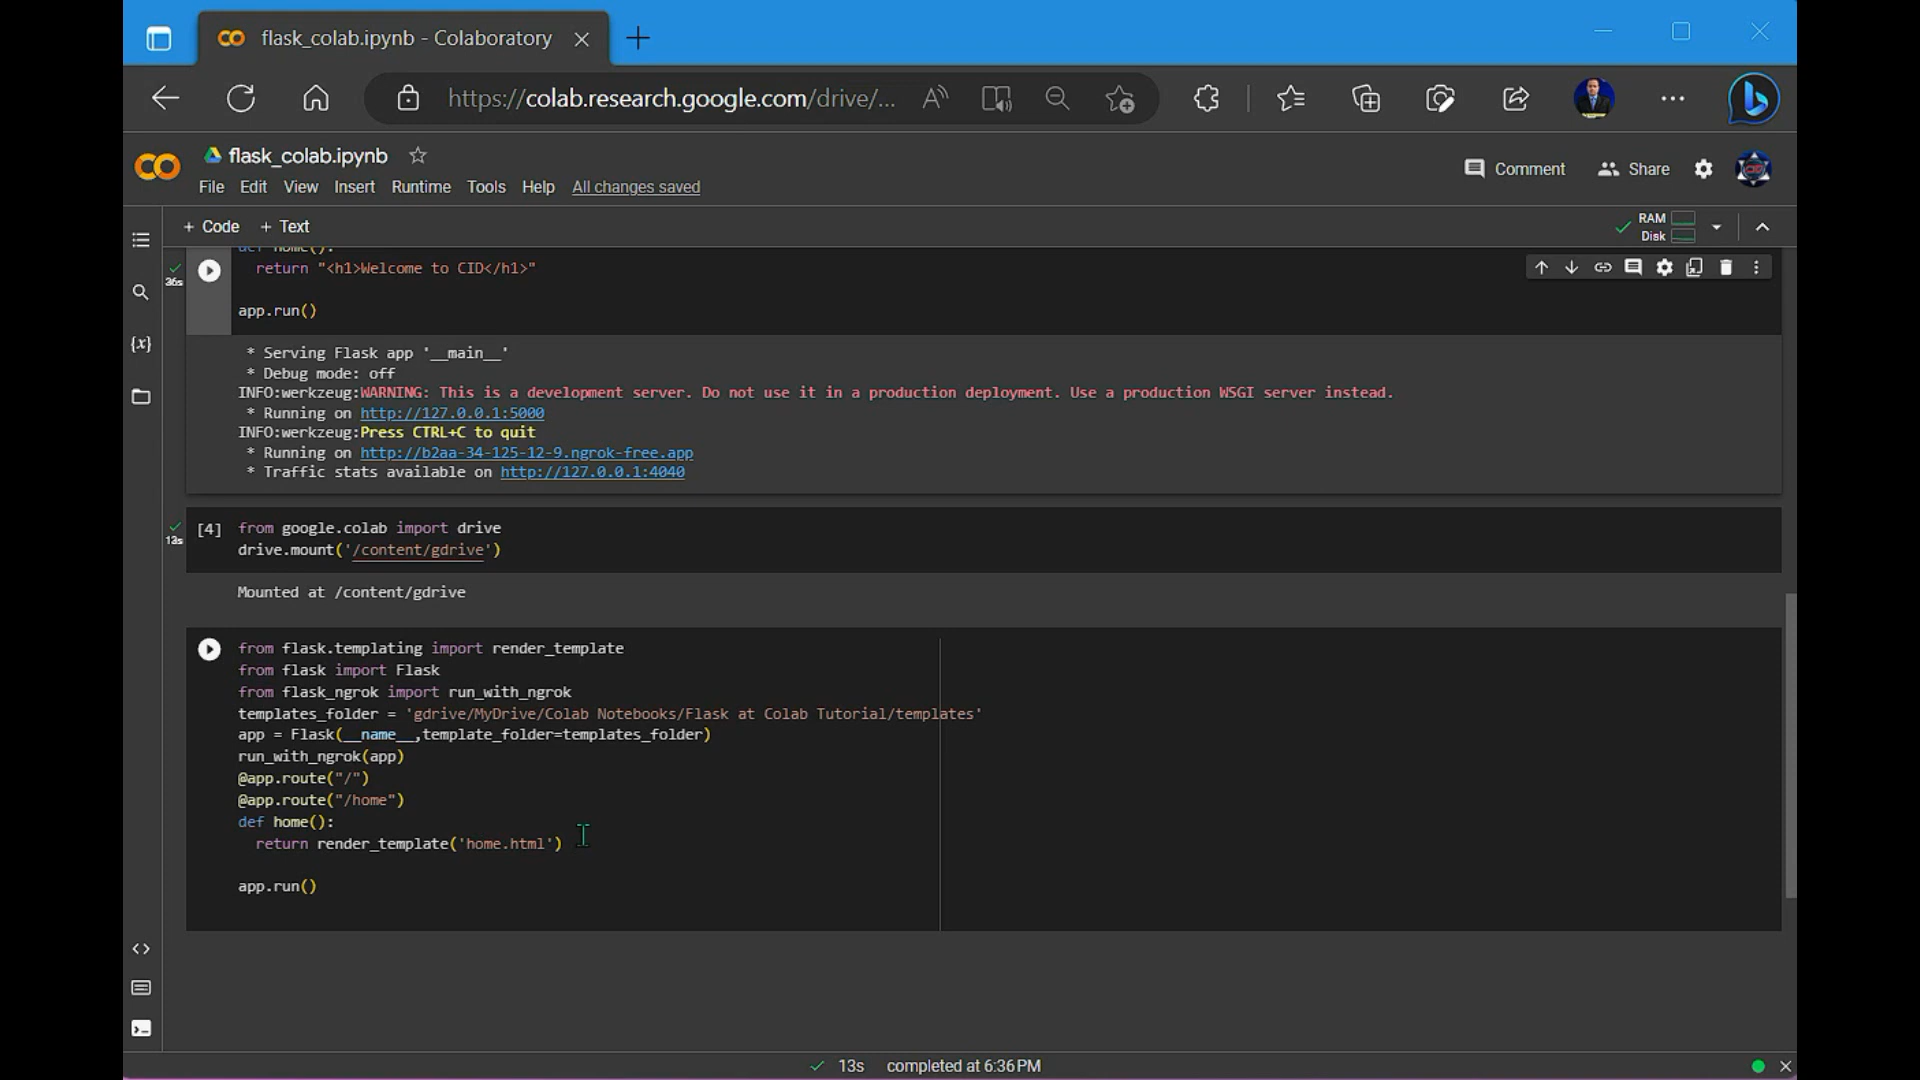 flask_colab.ipynb - Colaboratory
https://colab.research.google.com/drive/...
flask_colab.ipynb
Comment
Share
File Edit View Insert Runtime Tools Help All changes saved
+ Code + Text
RAM
Disk
36s
return "<h1>Welcome to CID</h1>"
app.run()
* Serving Flask app '__main__'
* Debug mode: off
INFO:werkzeug:WARNING: This is a development server. Do not use it in a production deployment. Use a production WSGI server instead.
* Running on http://127.0.0.1:5000
INFO:werkzeug:Press CTRL+C to quit
* Running on http://b2aa-34-125-12-9.ngrok-free.app
* Traffic stats available on http://127.0.0.1:4040
13s
[4] from google.colab import drive
drive.mount('/content/gdrive')
Mounted at /content/gdrive
from flask.templating import render_template
from flask import Flask
from flask_ngrok import run_with_ngrok
templates_folder = 'gdrive/MyDrive/Colab Notebooks/Flask at Colab Tutorial/templates'
app = Flask(__name__,template_folder=templates_folder)
run_with_ngrok(app)
@app.route("/")
@app.route("/home")
def home():
return render_template('home.html')
app.run()
13s completed at 6:36 PM